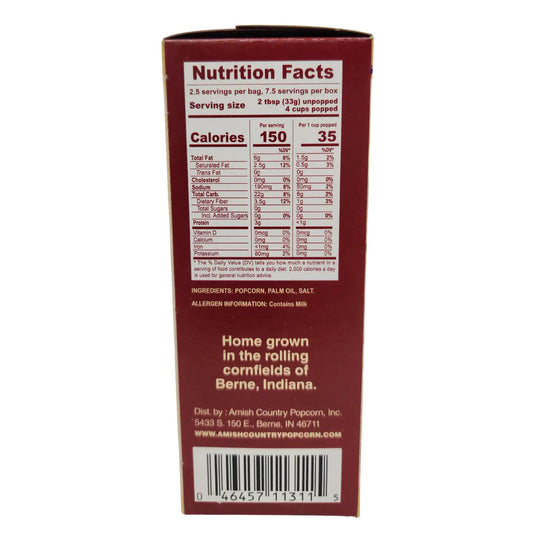 Nutrition Facts
2.5 servings per bag, 7.5 servings per box
Serving size 2 tbsp (33g) unpopped
4 cups popped
Per serving Per 1 cup popped
Calories 150 35
%DV* %DV*
Total Fat 6g 8% 1.5g 2%
Saturated Fat 2.5g 12% 0.5g 3%
Trans Fat 0g 0g
Cholesterol 0mg 0% 0mg 0%
Sodium 190mg 8% 50mg 2%
Total Carb. 22g 8% 6g 2%
Dietary Fiber 3.5g 12% 1g 3%
Total Sugars 0g 0g
Incl. Added Sugars 0g 0% 0g 0%
Protein 3g <1g
Vitamin D 0mcg 0% 0mcg 0%
Calcium 0mg 0% 0mg 0%
Iron <1mg 4% 0mg 0%
Potassium 80mg 2% 0mg 0%
* The % Daily Value (DV) tells you how much a nutrient in a
serving of food contributes to a daily diet. 2,000 calories a day
is used for general nutrition advice.
INGREDIENTS: POPCORN, PALM OIL, SALT.
ALLERGEN INFORMATION: Contains Milk
Home grown
in the rolling
cornfields of
Berne, Indiana.
Dist. by : Amish Country Popcorn, Inc.
5433 S. 150 E., Berne, IN 46711
WWW.AMISHCOUNTRYPOPCORN.COM
0 46457 11311 5